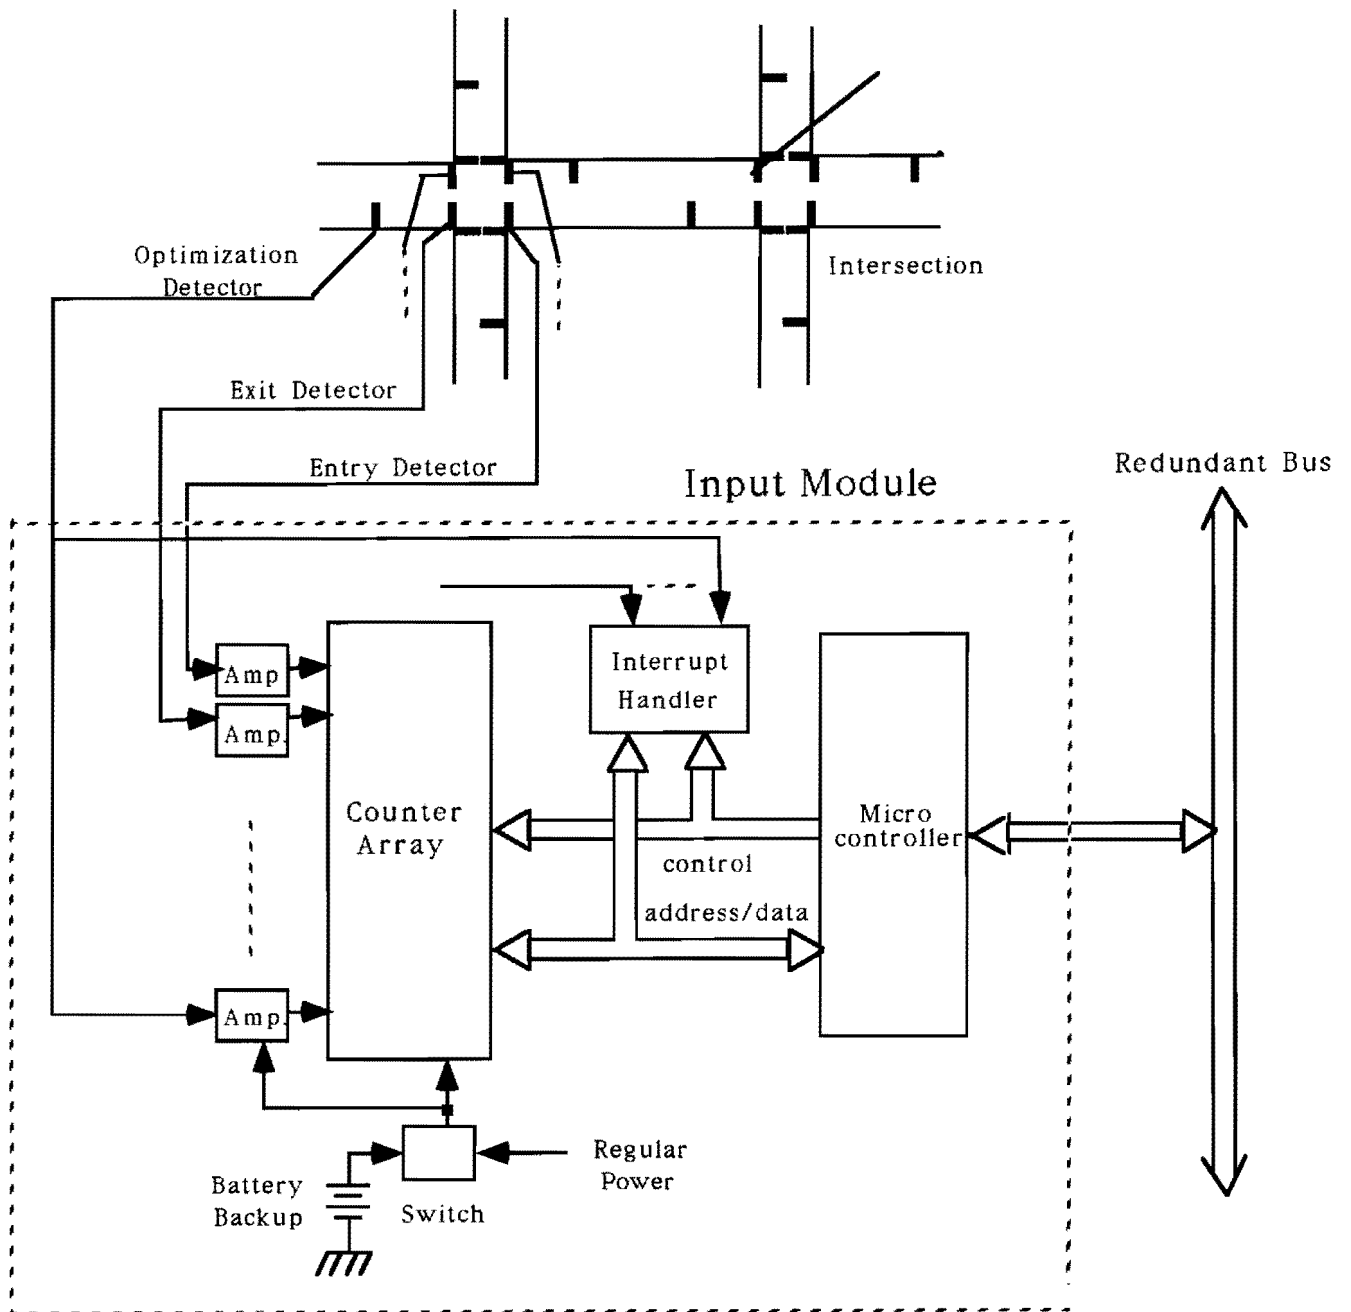 Optimization
Detector
Intersection
Exit Detector
Entry Detector
Input Module
Redundant Bus
Amp
Amp.
Interrupt
Handler
Counter
Array
Micro
controller
control
address/data
Amp.
Regular
Power
Battery
Backup
Switch